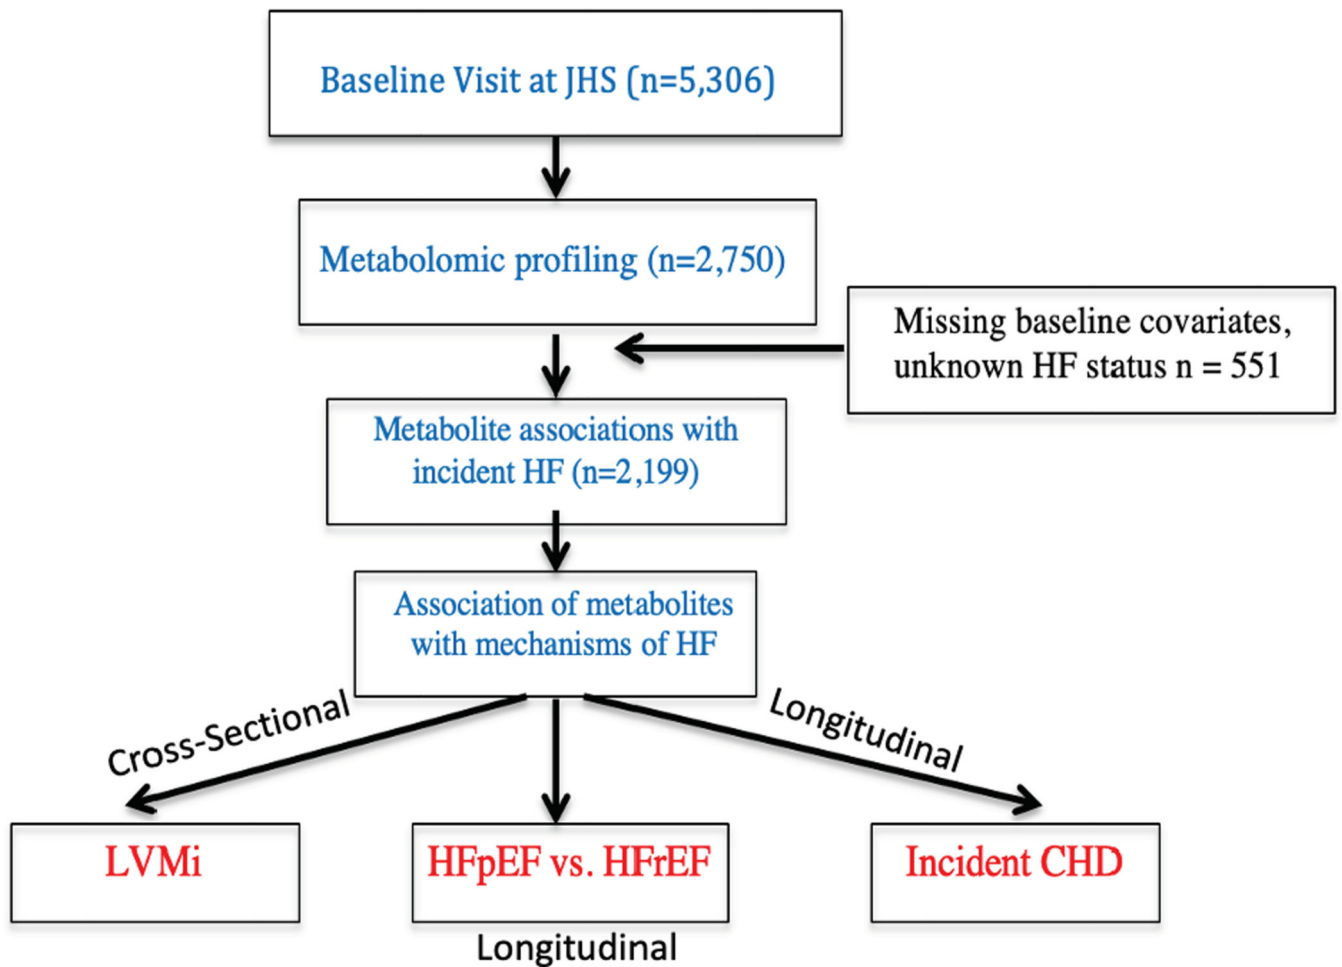 Baseline Visit at JHS (n=5,306)
Metabolomic profiling (n=2,750)
Missing baseline covariates,
unknown HF status n = 551
Metabolite associations with
incident HF (n=2,199)
Association of metabolites
with mechanisms of HF
Cross-Sectional
Longitudinal
LVMi
HFpEF vs. HFrEF
Incident CHD
Longitudinal